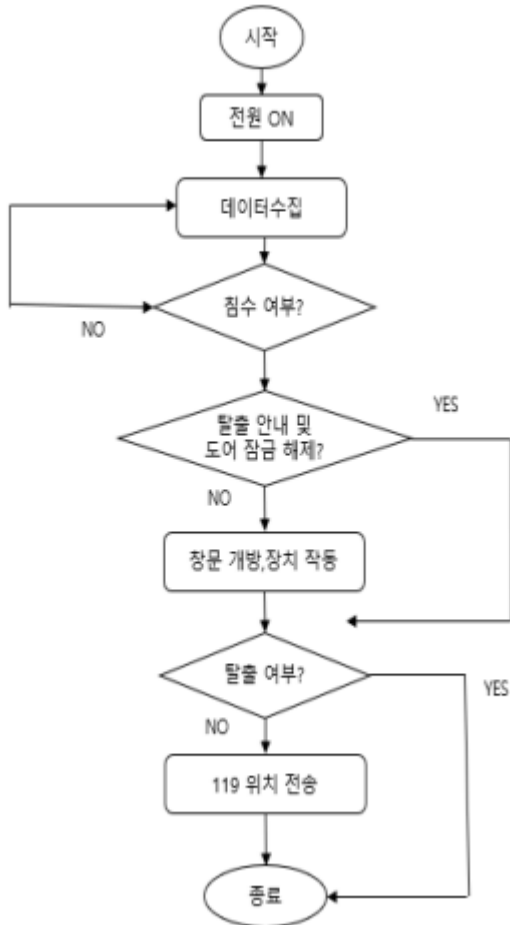 시작
전원 ON
데이터수집
침수 여부?
NO
탈출 안내 및
도어 잠금 해제?
YES
NO
창문 개방,장치 작동
탈출 여부?
YES
NO
119 위치 전송
종료